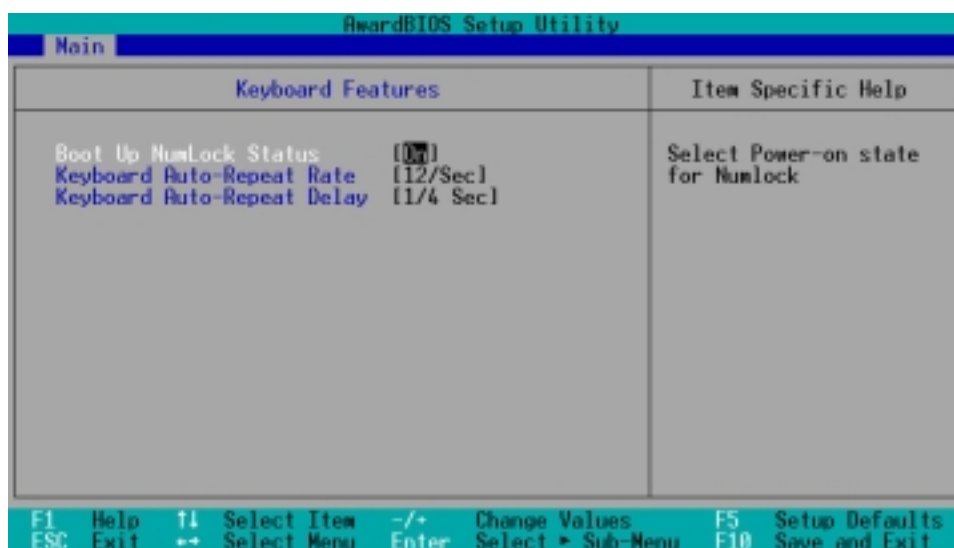 AwardBIOS Setup Utility
Main
Keyboard Features
Item Specific Help
Boot Up NumLock Status [On]
Keyboard Auto-Repeat Rate [12/Sec]
Keyboard Auto-Repeat Delay [1/4 Sec]
Select Power-on state
for Numlock
F1 Help ↑↓ Select Item -/+ Change Values F5 Setup Defaults
ESC Exit ←→ Select Menu Enter Select ► Sub-Menu F10 Save and Exit